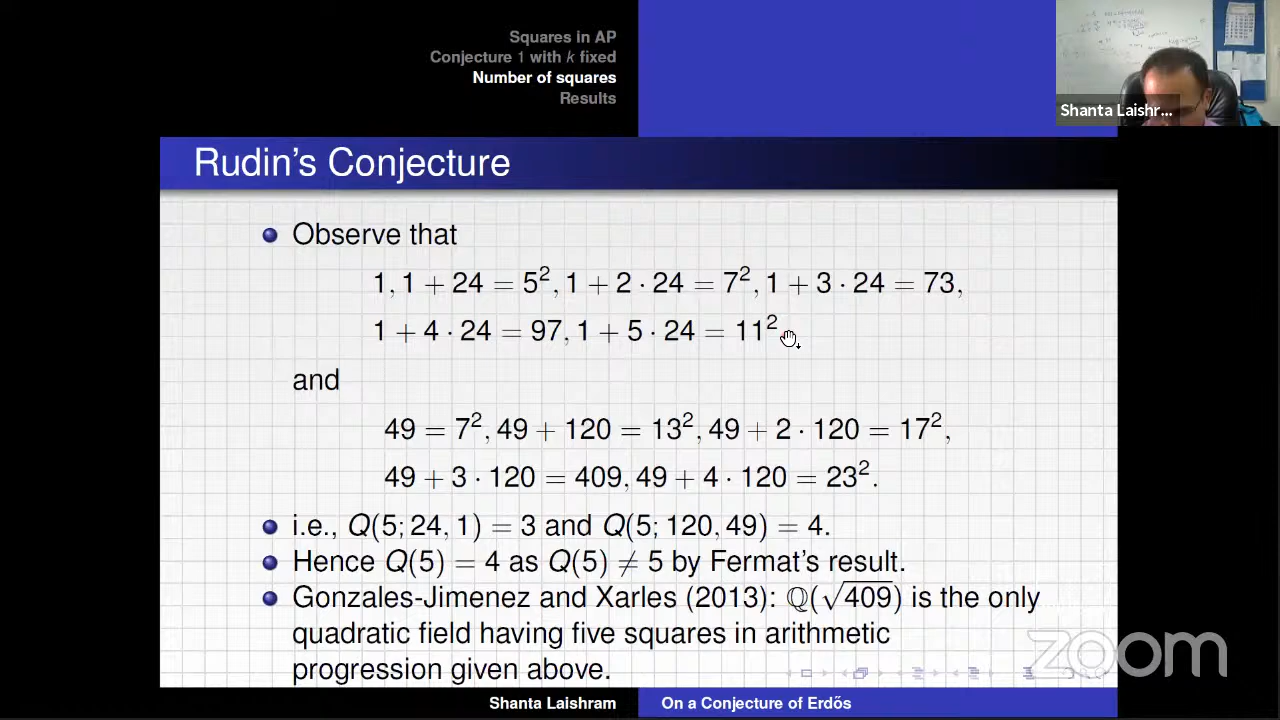 Squares in AP
Conjecture 1 with k fixed
Number of squares
Results
Shanta Laishr...
Rudin's Conjecture
Observe that
1, 1 + 24 = 5², 1 + 2 · 24 = 7², 1 + 3 · 24 = 73,
1 + 4 · 24 = 97, 1 + 5 · 24 = 11²
and
49 = 7², 49 + 120 = 13², 49 + 2 · 120 = 17²,
49 + 3 · 120 = 409, 49 + 4 · 120 = 23².
i.e., Q(5; 24, 1) = 3 and Q(5; 120, 49) = 4.
Hence Q(5) = 4 as Q(5) ≠ 5 by Fermat's result.
Gonzales-Jimenez and Xarles (2013): ℚ(√409) is the only
quadratic field having five squares in arithmetic
progression given above.
zoom
Shanta Laishram
On a Conjecture of Erdős